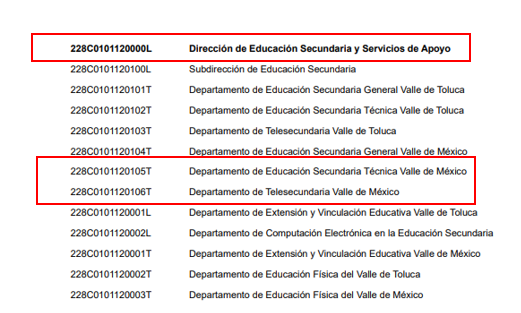 228C0101120000L Dirección de Educación Secundaria y Servicios de Apoyo
228C0101120100L Subdirección de Educación Secundaria
228C0101120101T Departamento de Educación Secundaria General Valle de Toluca
228C0101120102T Departamento de Educación Secundaria Técnica Valle de Toluca
228C0101120103T Departamento de Telesecundaria Valle de Toluca
228C0101120104T Departamento de Educación Secundaria General Valle de México
228C0101120105T Departamento de Educación Secundaria Técnica Valle de México
228C0101120106T Departamento de Telesecundaria Valle de México
228C0101120001L Departamento de Extensión y Vinculación Educativa Valle de Toluca
228C0101120002L Departamento de Computación Electrónica en la Educación Secundaria
228C0101120001T Departamento de Extensión y Vinculación Educativa Valle de México
228C0101120002T Departamento de Educación Física del Valle de Toluca
228C0101120003T Departamento de Educación Física del Valle de México